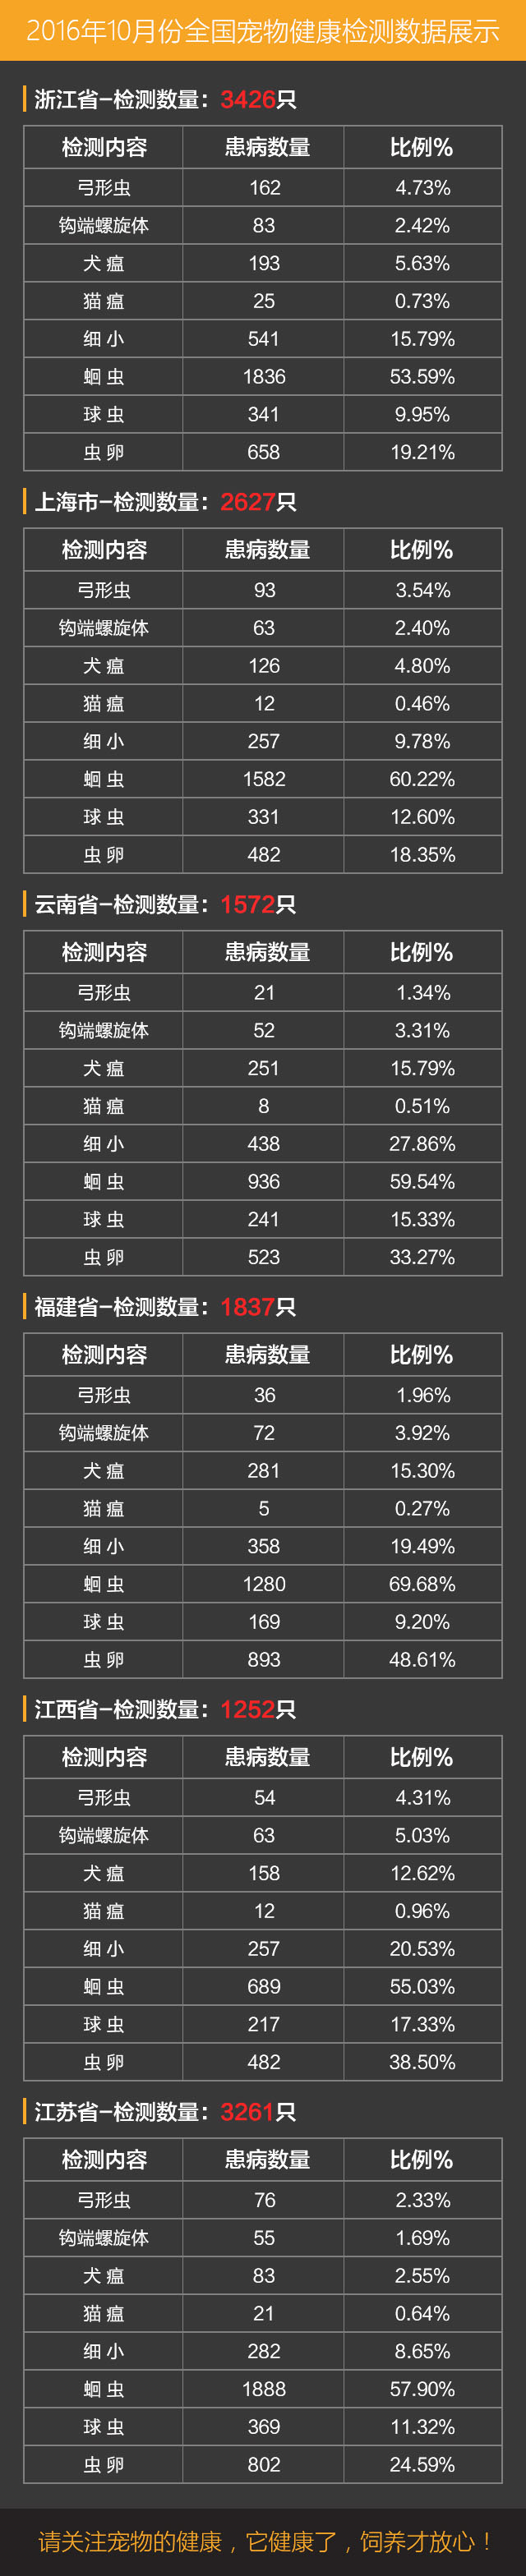 2016年10月份全国宠物健康检测数据展示
浙江省-检测数量：3426只
检测内容 患病数量 比例%
弓形虫 162 4.73%
钩端螺旋体 83 2.42%
犬 瘟 193 5.63%
猫 瘟 25 0.73%
细 小 541 15.79%
蛔 虫 1836 53.59%
球 虫 341 9.95%
虫 卵 658 19.21%
上海市-检测数量：2627只
检测内容 患病数量 比例%
弓形虫 93 3.54%
钩端螺旋体 63 2.40%
犬 瘟 126 4.80%
猫 瘟 12 0.46%
细 小 257 9.78%
蛔 虫 1582 60.22%
球 虫 331 12.60%
虫 卵 482 18.35%
云南省-检测数量：1572只
检测内容 患病数量 比例%
弓形虫 21 1.34%
钩端螺旋体 52 3.31%
犬 瘟 251 15.79%
猫 瘟 8 0.51%
细 小 438 27.86%
蛔 虫 936 59.54%
球 虫 241 15.33%
虫 卵 523 33.27%
福建省-检测数量：1837只
检测内容 患病数量 比例%
弓形虫 36 1.96%
钩端螺旋体 72 3.92%
犬 瘟 281 15.30%
猫 瘟 5 0.27%
细 小 358 19.49%
蛔 虫 1280 69.68%
球 虫 169 9.20%
虫 卵 893 48.61%
江西省-检测数量：1252只
检测内容 患病数量 比例%
弓形虫 54 4.31%
钩端螺旋体 63 5.03%
犬 瘟 158 12.62%
猫 瘟 12 0.96%
细 小 257 20.53%
蛔 虫 689 55.03%
球 虫 217 17.33%
虫 卵 482 38.50%
江苏省-检测数量：3261只
检测内容 患病数量 比例%
弓形虫 76 2.33%
钩端螺旋体 55 1.69%
犬 瘟 83 2.55%
猫 瘟 21 0.64%
细 小 282 8.65%
蛔 虫 1888 57.90%
球 虫 369 11.32%
虫 卵 802 24.59%
请关注宠物的健康，它健康了，饲养才放心！